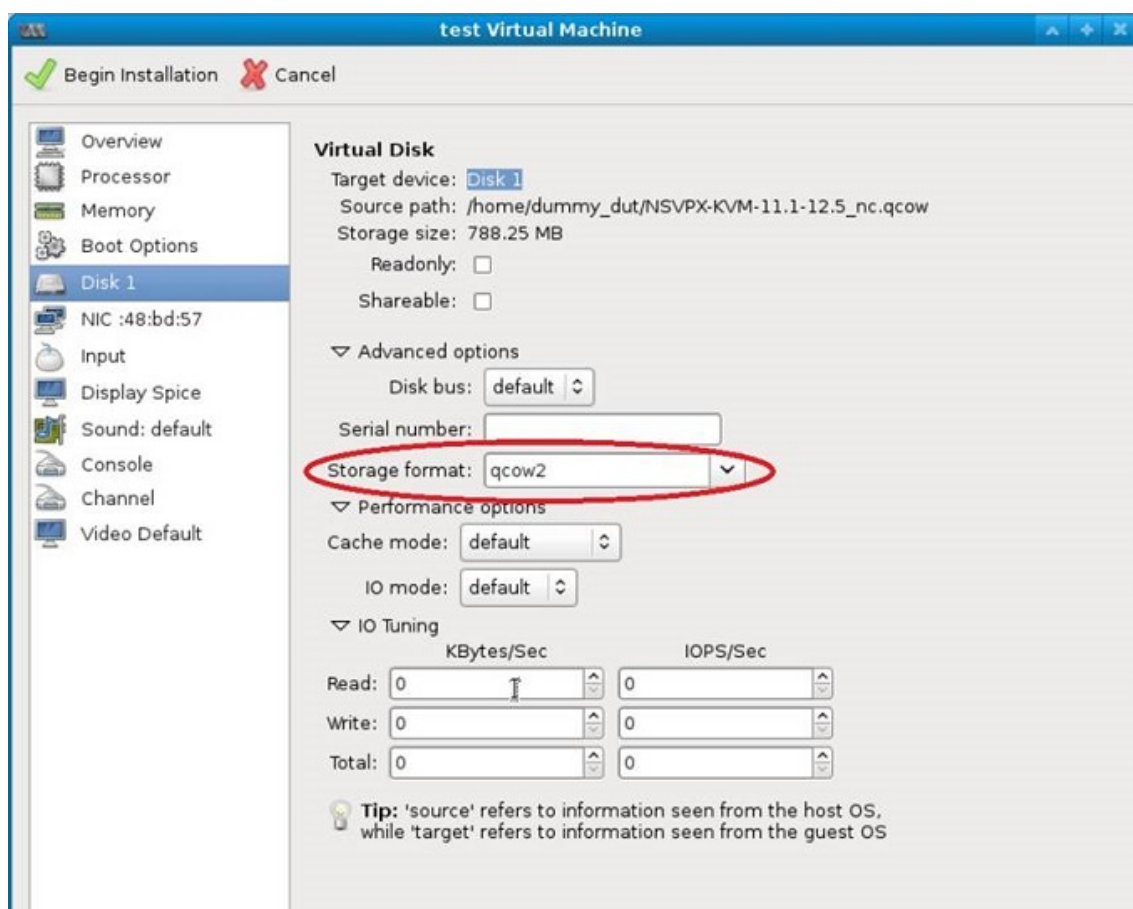 test Virtual Machine
Begin Installation Cancel
Overview
Processor
Memory
Boot Options
Disk 1
NIC :48:bd:57
Input
Display Spice
Sound: default
Console
Channel
Video Default
Virtual Disk
Target device: Disk 1
Source path: /home/dummy_dut/NSVPX-KVM-11.1-12.5_nc.qcow
Storage size: 788.25 MB
Readonly:
Shareable:
Advanced options
Disk bus: default
Serial number:
Storage format: qcow2
Performance options
Cache mode: default
IO mode: default
IO Tuning
KBytes/Sec IOPS/Sec
Read: 0 0
Write: 0 0
Total: 0 0
Tip: 'source' refers to information seen from the host OS,
while 'target' refers to information seen from the guest OS